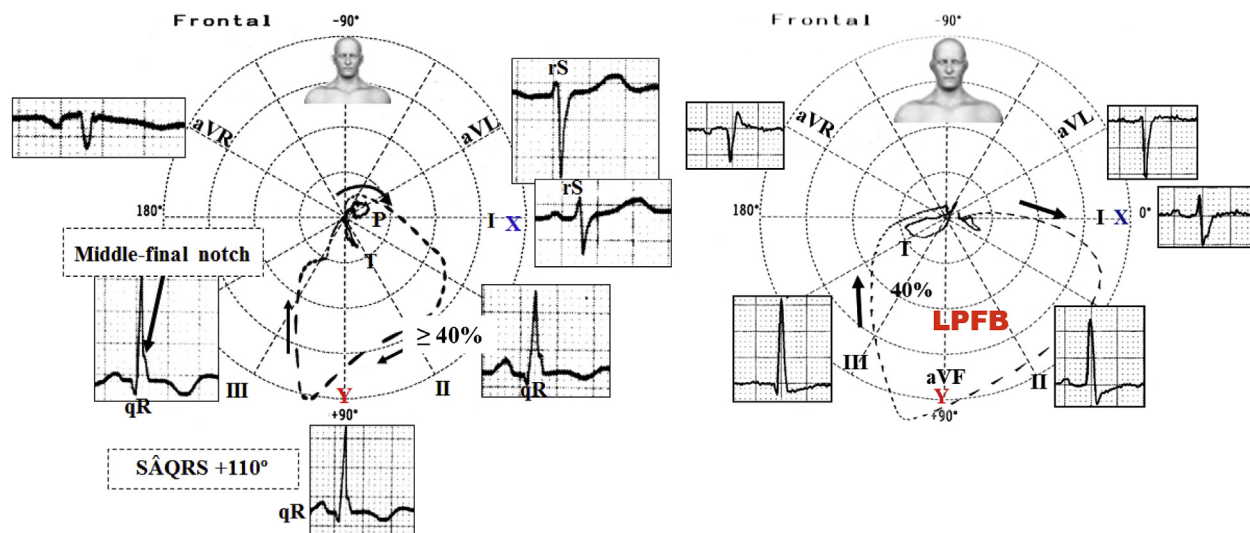 Frontal
-90°
aVR
aVL
rS
rS
180°
P
I
X
T
Middle-final notch
≥ 40%
III
II
qR
Y
qR
+90°
SÂQRS +110º
qR
Frontal
-90°
aVR
aVL
180°
I
X
0°
T
40%
LPFB
III
aVF
II
Y
+90°